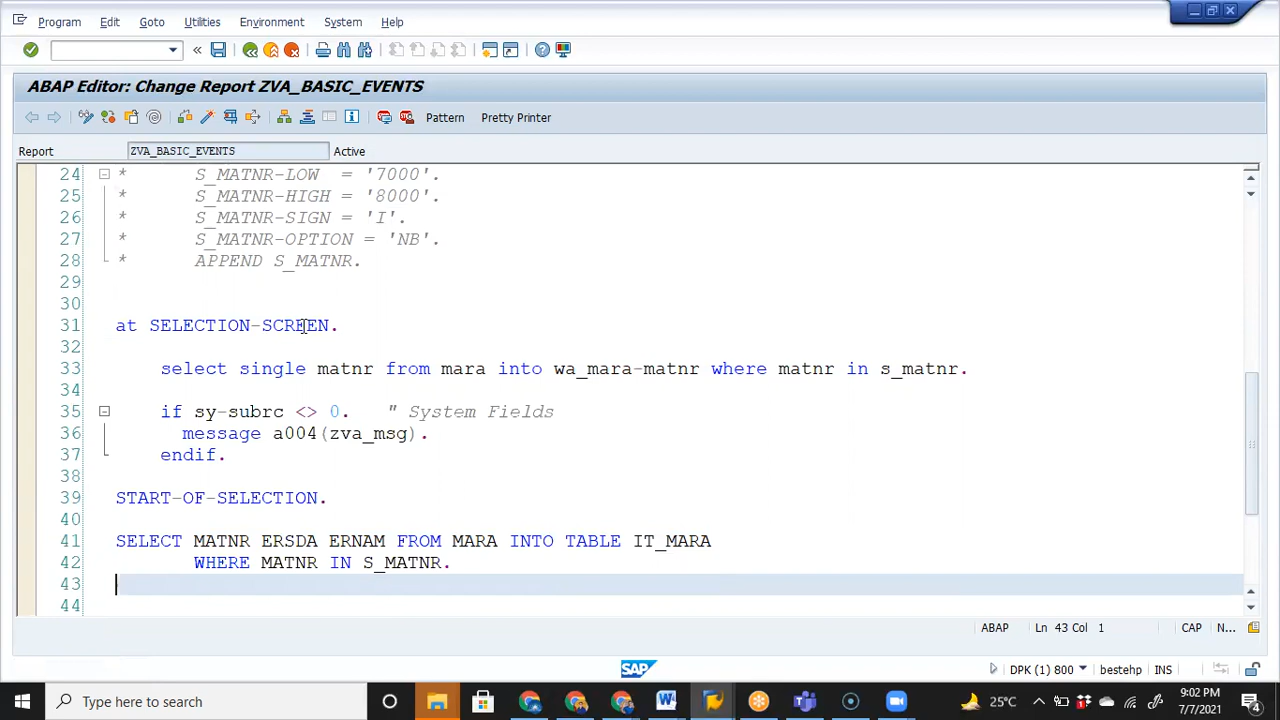 Program Edit Goto Utilities Environment System Help
ABAP Editor: Change Report ZVA_BASIC_EVENTS
Pattern Pretty Printer
Report ZVA_BASIC_EVENTS Active
24 * S_MATNR-LOW = '7000'.
25 * S_MATNR-HIGH = '8000'.
26 * S_MATNR-SIGN = 'I'.
27 * S_MATNR-OPTION = 'NB'.
28 * APPEND S_MATNR.
29
30
31 at SELECTION-SCREEN.
32
33 select single matnr from mara into wa_mara-matnr where matnr in s_matnr.
34
35 if sy-subrc <> 0. " System Fields
36 message a004(zva_msg).
37 endif.
38
39 START-OF-SELECTION.
40
41 SELECT MATNR ERSDA ERNAM FROM MARA INTO TABLE IT_MARA
42 WHERE MATNR IN S_MATNR.
43
44
ABAP Ln 43 Col 1 CAP N...
SAP DPK (1) 800 bestehp INS
Type here to search 25°C 9:02 PM
7/7/2021 4